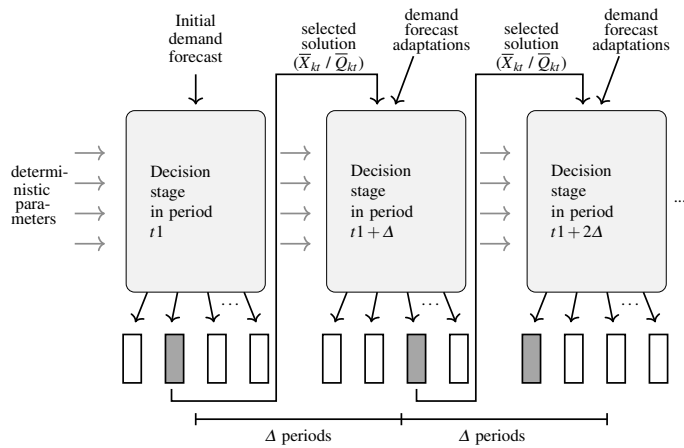 Initial
demand
forecast
selected
solution
(X̅kt / Q̅kt)
demand
forecast
adaptations
selected
solution
(X̅kt / Q̅kt)
demand
forecast
adaptations
determi-
nistic
para-
meters
Decision
stage
in period
t1
Decision
stage
in period
t1 + Δ
Decision
stage
in period
t1 + 2Δ
...
...
...
...
Δ periods
Δ periods